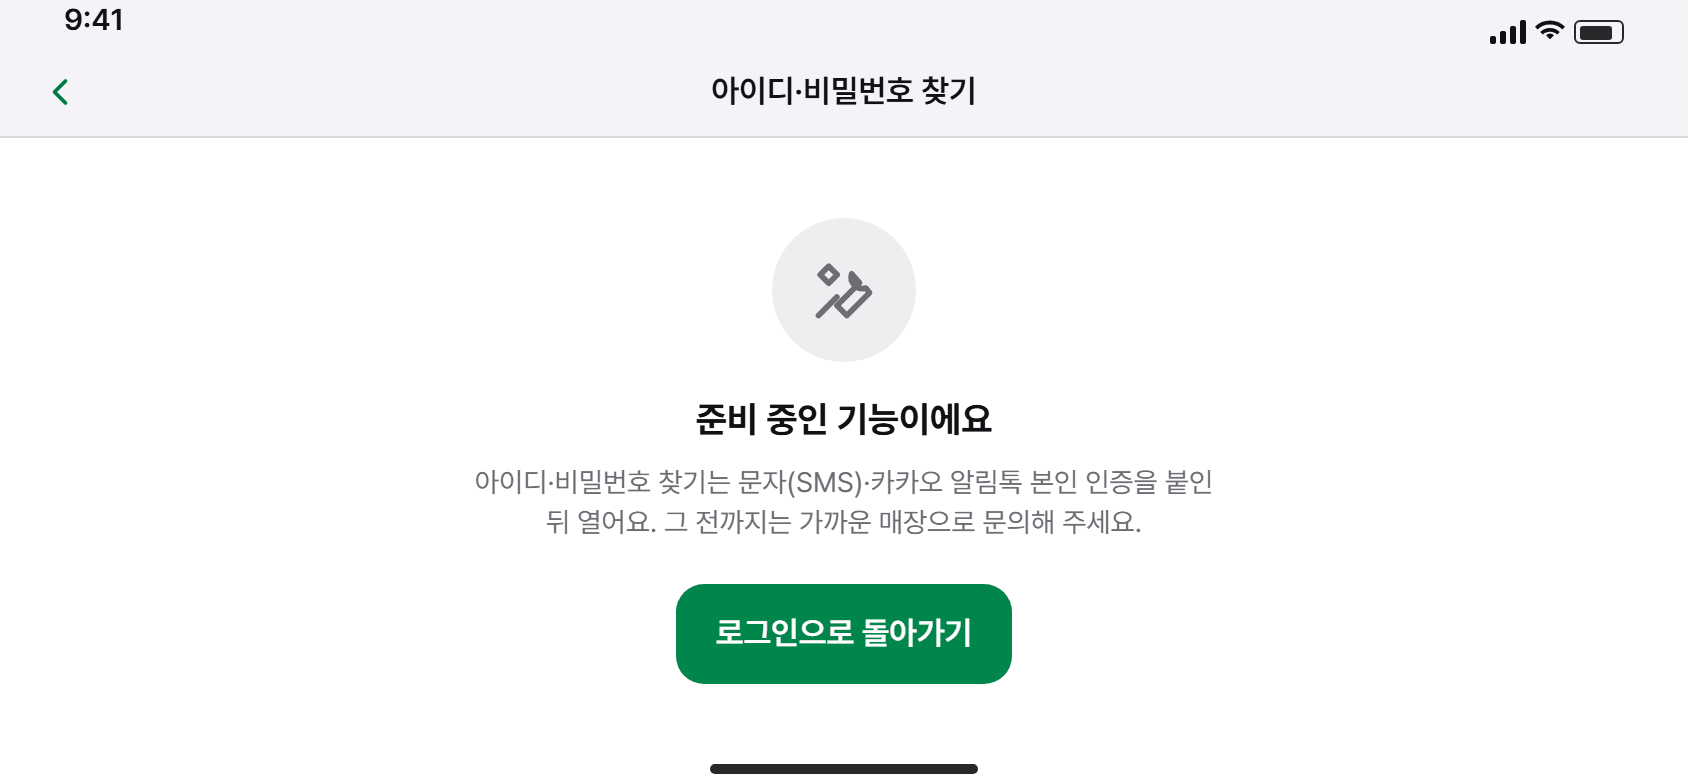 9:41
아이디·비밀번호 찾기
준비 중인 기능이에요
아이디·비밀번호 찾기는 문자(SMS)·카카오 알림톡 본인 인증을 붙인
뒤 열어요. 그 전까지는 가까운 매장으로 문의해 주세요.
로그인으로 돌아가기